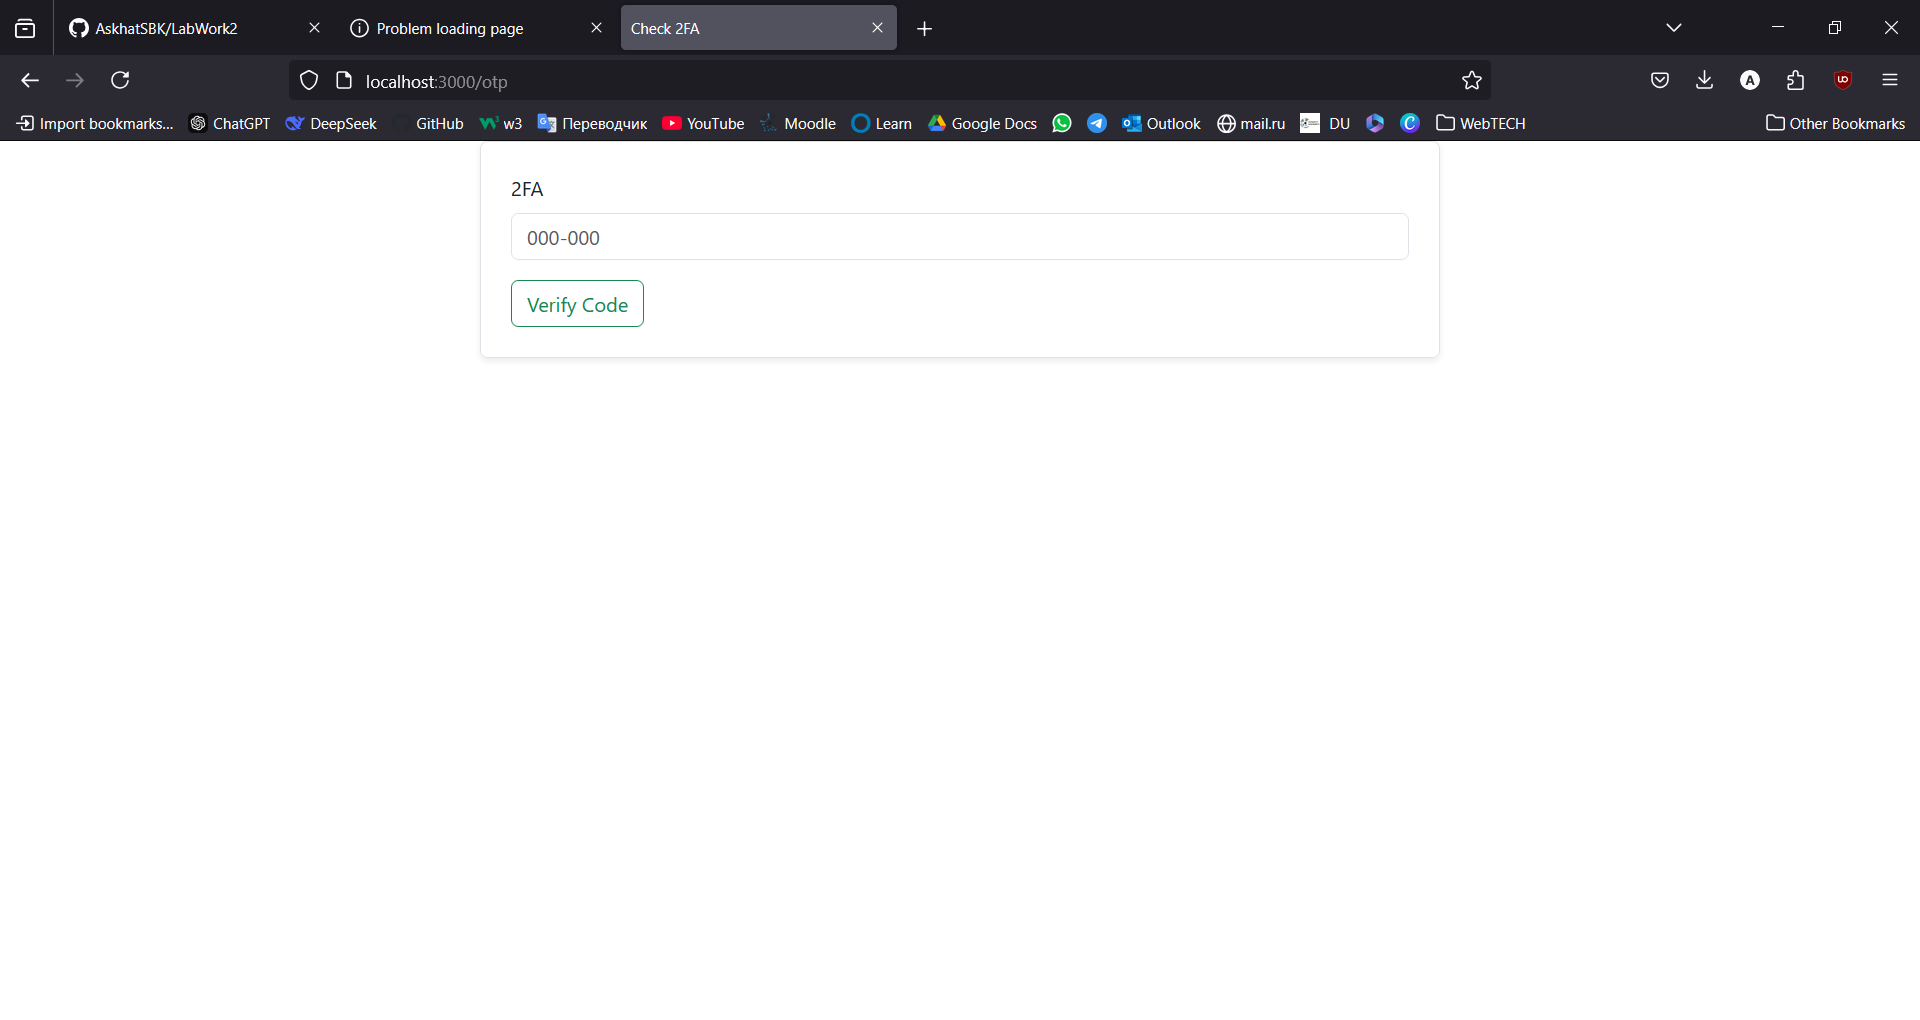 AskhatSBK/LabWork2 Problem loading page Check 2FA
localhost:3000/otp
Import bookmarks... ChatGPT DeepSeek GitHub w3 Переводчик YouTube Moodle Learn Google Docs Outlook mail.ru DU WebTECH Other Bookmarks
2FA
000-000
Verify Code